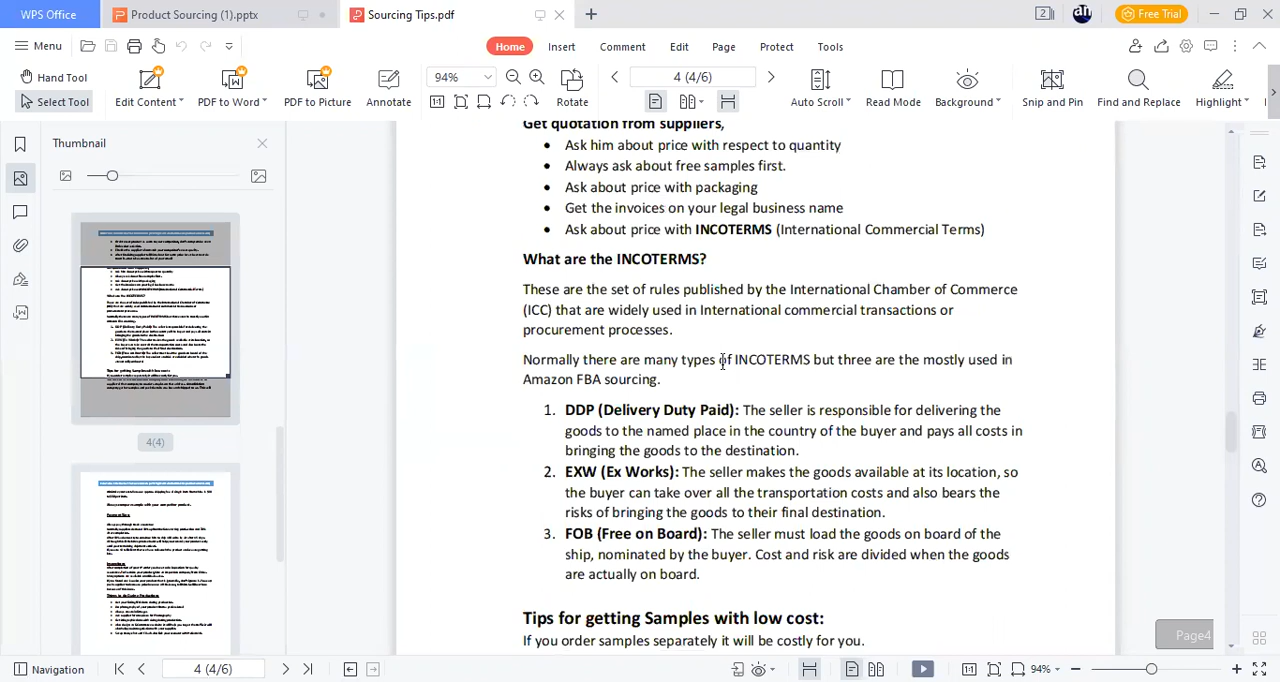 WPS Office
Product Sourcing (1).pptx
Sourcing Tips.pdf
2
Free Trial
Menu
Home
Insert
Comment
Edit
Page
Protect
Tools
Hand Tool
Select Tool
Edit Content
PDF to Word
PDF to Picture
Annotate
94%
Rotate
4 (4/6)
Auto Scroll
Read Mode
Background
Snip and Pin
Find and Replace
Highlight
Thumbnail
4(4)
Get quotation from suppliers,
• Ask him about price with respect to quantity
• Always ask about free samples first.
• Ask about price with packaging
• Get the invoices on your legal business name
• Ask about price with INCOTERMS (International Commercial Terms)
What are the INCOTERMS?
These are the set of rules published by the International Chamber of Commerce
(ICC) that are widely used in International commercial transactions or
procurement processes.
Normally there are many types of INCOTERMS but three are the mostly used in
Amazon FBA sourcing.
1. DDP (Delivery Duty Paid): The seller is responsible for delivering the
goods to the named place in the country of the buyer and pays all costs in
bringing the goods to the destination.
2. EXW (Ex Works): The seller makes the goods available at its location, so
the buyer can take over all the transportation costs and also bears the
risks of bringing the goods to their final destination.
3. FOB (Free on Board): The seller must load the goods on board of the
ship, nominated by the buyer. Cost and risk are divided when the goods
are actually on board.
Tips for getting Samples with low cost:
If you order samples separately it will be costly for you.
Page4
Navigation
4 (4/6)
94%